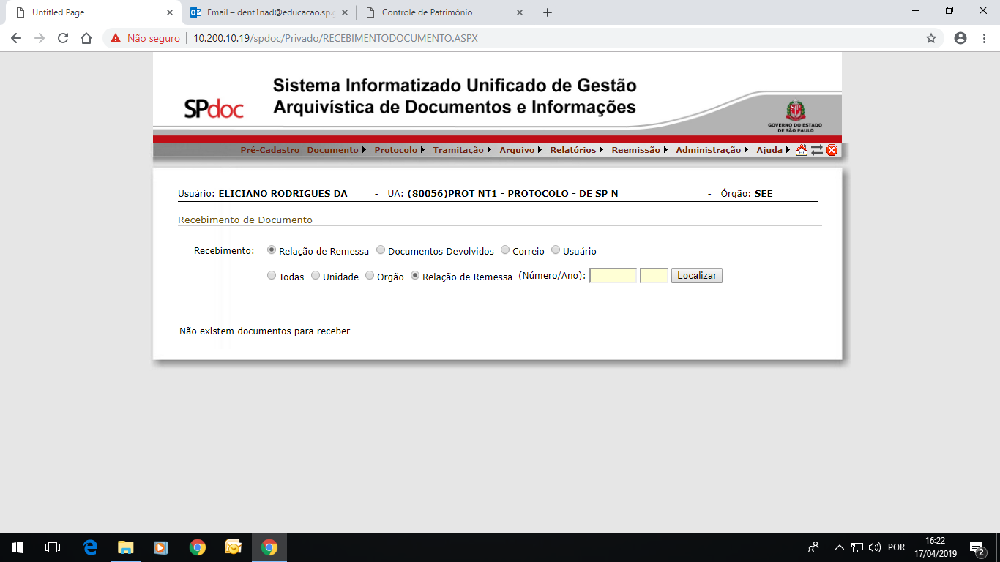 Untitled Page
Email – dent1nad@educacao.sp.g
Controle de Patrimônio
Não seguro
10.200.10.19/spdoc/Privado/RECEBIMENTODOCUMENTO.ASPX
SPdoc
Sistema Informatizado Unificado de Gestão
Arquivística de Documentos e Informações
GOVERNO DO ESTADO
DE SÃO PAULO
Pré-Cadastro Documento Protocolo Tramitação Arquivo Relatórios Reemissão Administração Ajuda
Usuário: ELICIANO RODRIGUES DA - UA: (80056)PROT NT1 - PROTOCOLO - DE SP N - Órgão: SEE
Recebimento de Documento
Recebimento: Relação de Remessa Documentos Devolvidos Correio Usuário
Todas Unidade Orgão Relação de Remessa (Número/Ano): Localizar
Não existem documentos para receber
POR
16:22
17/04/2019
2